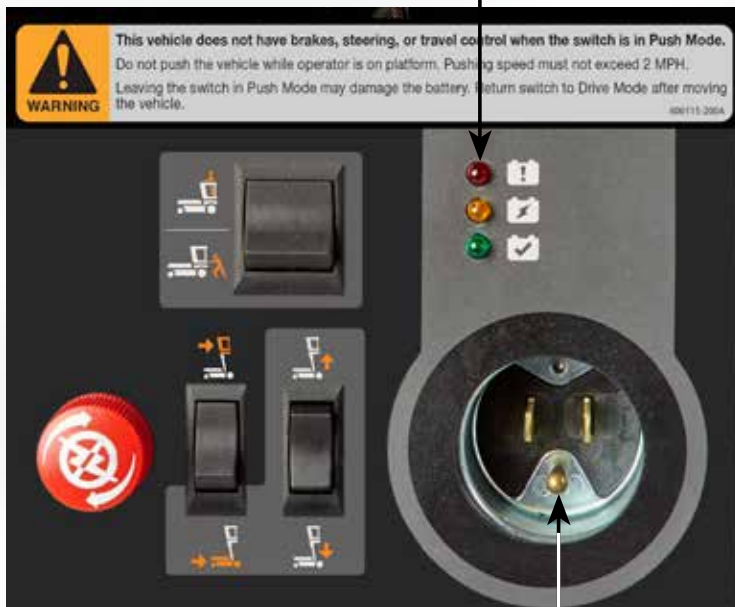 This vehicle does not have brakes, steering, or travel control when the switch is in Push Mode.
Do not push the vehicle while operator is on platform. Pushing speed must not exceed 2 MPH.
WARNING
Leaving the switch in Push Mode may damage the battery. Return switch to Drive Mode after moving
the vehicle.